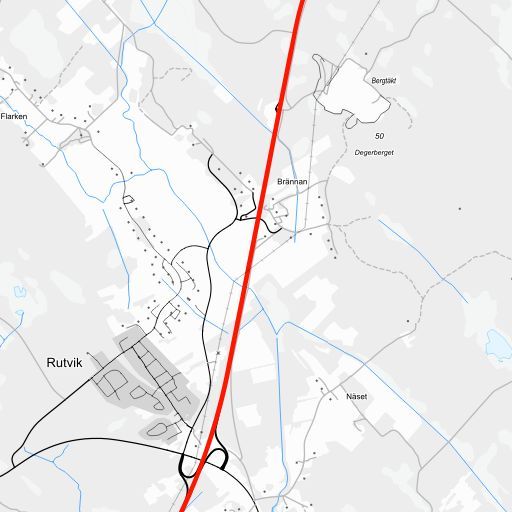 Bergtäkt
Flarken
50
Degerberget
Brännan
Rutvik
Näset